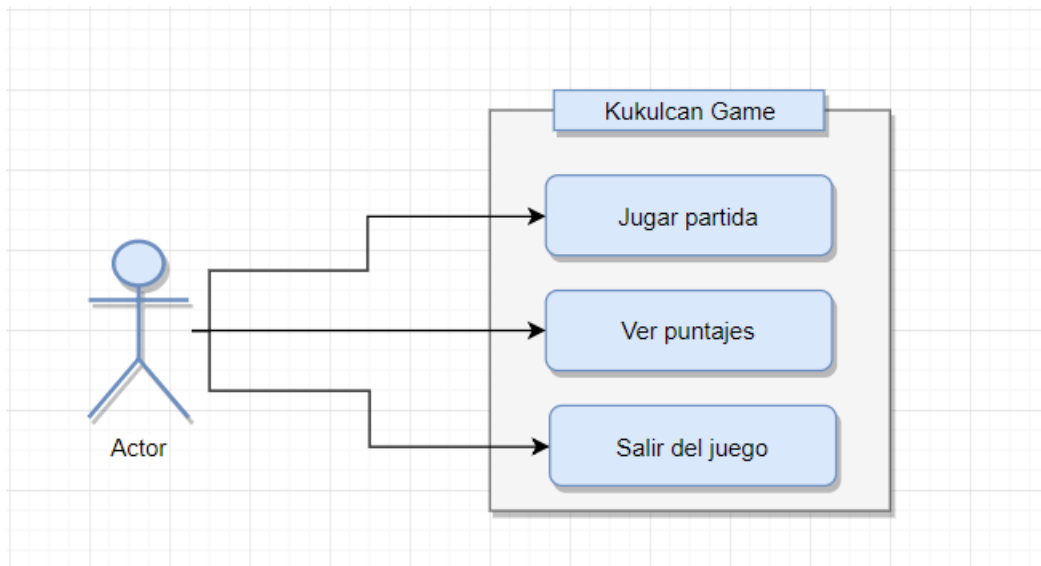 Kukulcan Game
Jugar partida
Ver puntajes
Salir del juego
Actor